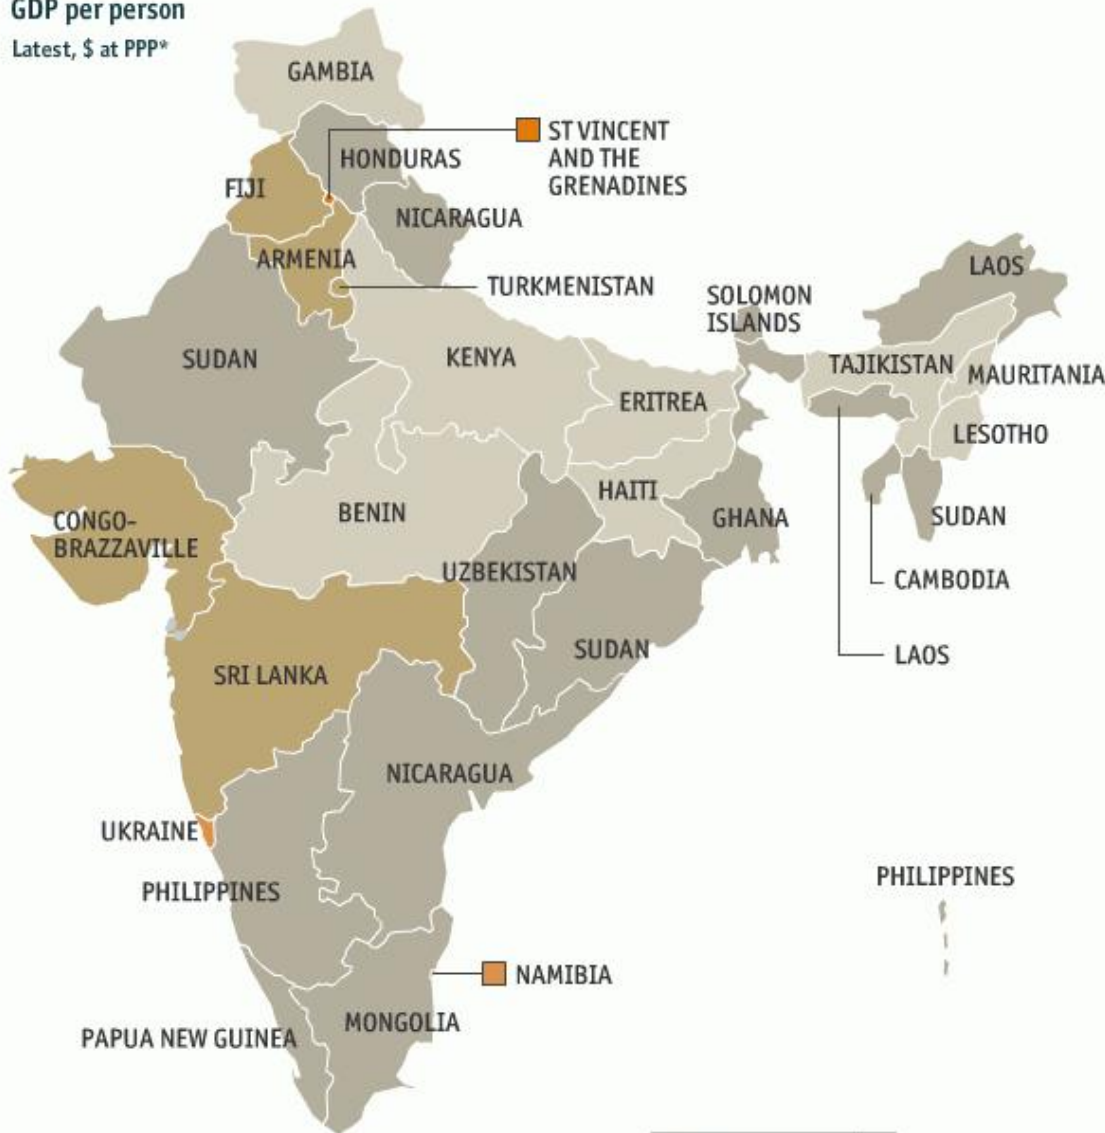 GDP per person
Latest, $ at PPP*
GAMBIA
ST VINCENT
AND THE
GRENADINES
HONDURAS
FIJI
NICARAGUA
ARMENIA
TURKMENISTAN
LAOS
SOLOMON
ISLANDS
SUDAN
KENYA
TAJIKISTAN
MAURITANIA
ERITREA
LESOTHO
HAITI
BENIN
GHANA
SUDAN
CONGO-
BRAZZAVILLE
UZBEKISTAN
CAMBODIA
SUDAN
LAOS
SRI LANKA
NICARAGUA
UKRAINE
PHILIPPINES
PHILIPPINES
NAMIBIA
MONGOLIA
PAPUA NEW GUINEA